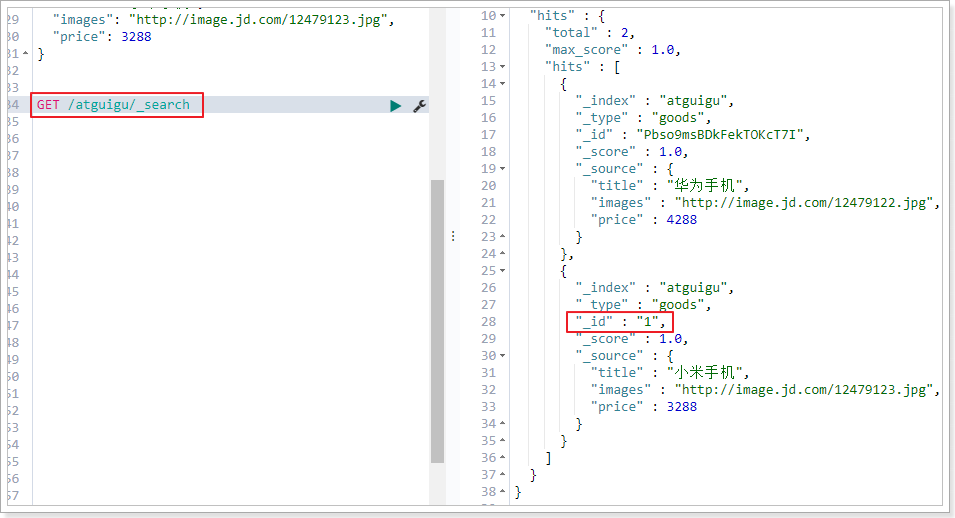 29 "images": "http://image.jd.com/12479123.jpg",
30 "price": 3288
31 }
32
33
34 GET /atguigu/_search
35
36
37
38
39
40
41
42
43
44
45
46
47
48
49
50
51
52
53
54
55
56
57
10 "hits" : {
11 "total" : 2,
12 "max_score" : 1.0,
13 "hits" : [
14 {
15 "_index" : "atguigu",
16 "_type" : "goods",
17 "_id" : "Pbso9msBDkFekTOKcT7I",
18 "_score" : 1.0,
19 "_source" : {
20 "title" : "华为手机",
21 "images" : "http://image.jd.com/12479122.jpg",
22 "price" : 4288
23 }
24 },
25 {
26 "_index" : "atguigu",
27 "_type" : "goods",
28 "_id" : "1",
29 "_score" : 1.0,
30 "_source" : {
31 "title" : "小米手机",
32 "images" : "http://image.jd.com/12479123.jpg",
33 "price" : 3288
34 }
35 }
36 ]
37 }
38 }